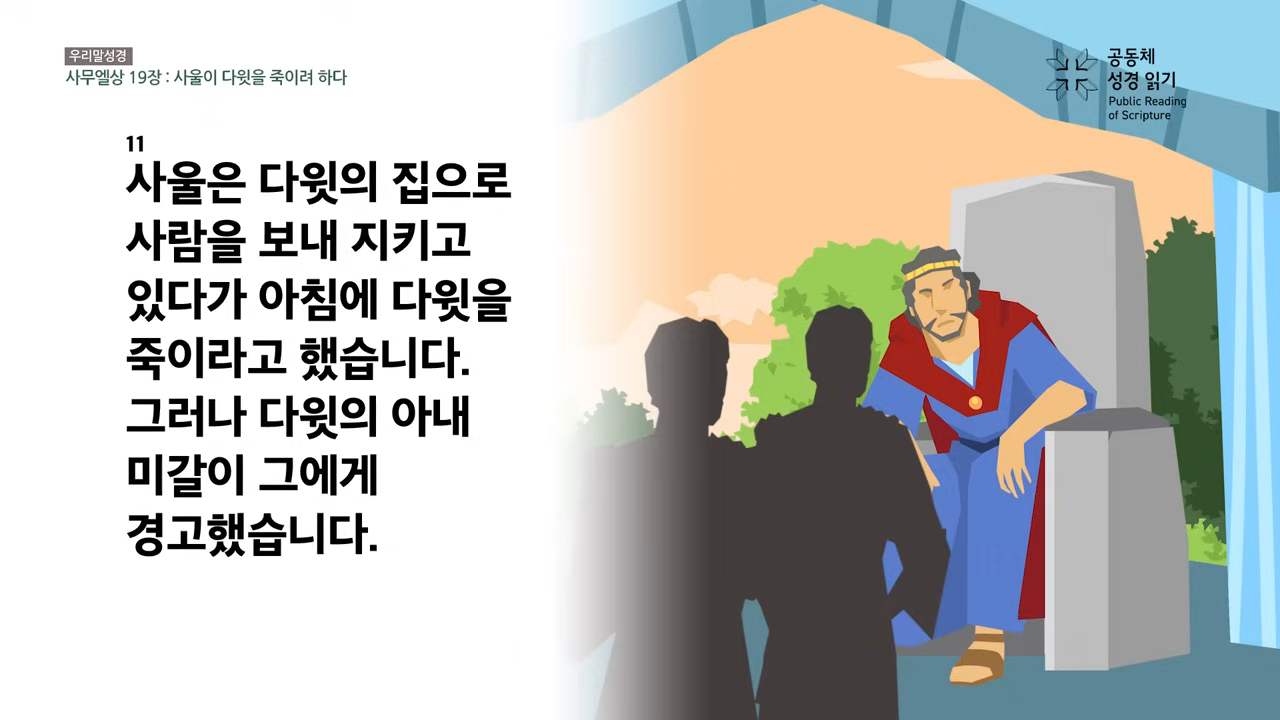 우리말성경
사무엘상 19장 : 사울이 다윗을 죽이려 하다
11
사울은 다윗의 집으로
사람을 보내 지키고
있다가 아침에 다윗을
죽이라고 했습니다.
그러나 다윗의 아내
미갈이 그에게
경고했습니다.
공동체
성경 읽기
Public Reading
of Scripture